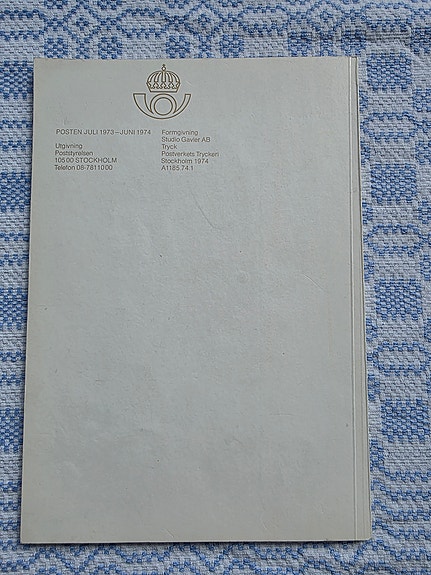 POSTEN JULI 1973–JUNI 1974
Utgivning
Poststyrelsen
105 00 STOCKHOLM
Telefon 08-781 10 00
Formgivning
Studio Gavler AB
Tryck
Postverkets Tryckeri
Stockholm 1974
A1185.74.1